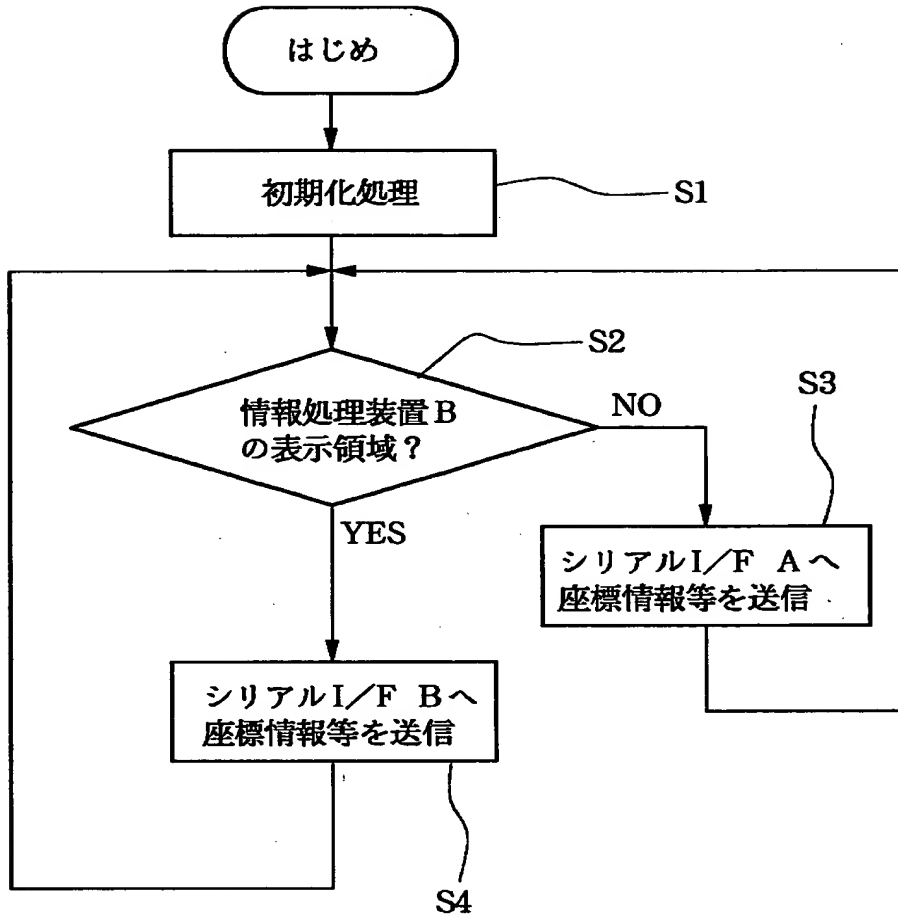 はじめ
初期化処理
S1
S2
情報処理装置B
の表示領域?
NO
S3
YES
シリアルI/F A へ
座標情報等を送信
シリアルI/F B へ
座標情報等を送信
S4